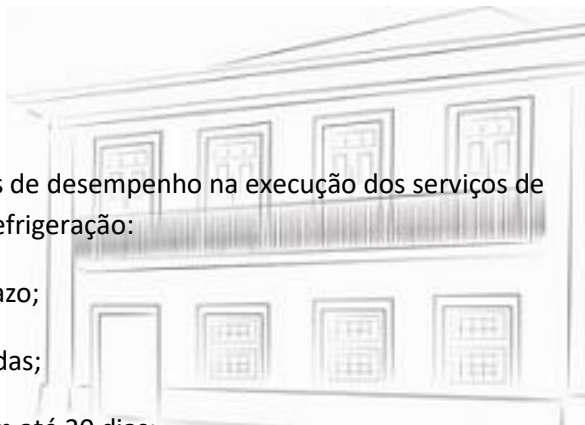 de desempenho na execução dos serviços de
efrigeração:
azo;
das;
até 30 dias;